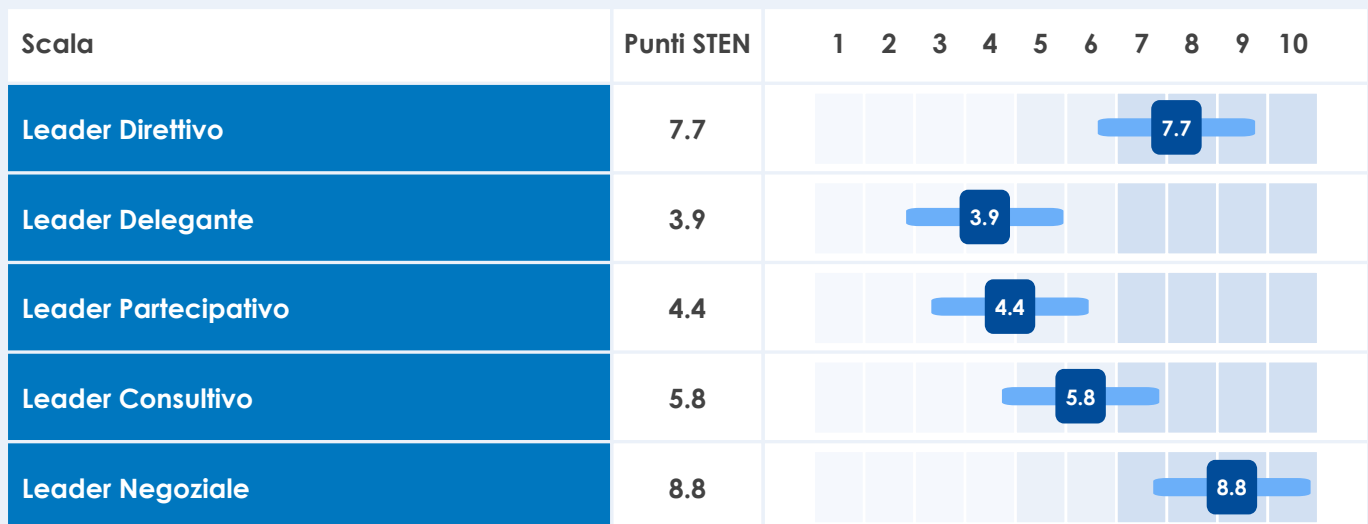 Scala Punti STEN 1 2 3 4 5 6 7 8 9 10
Leader Direttivo 7.7 7.7
Leader Delegante 3.9 3.9
Leader Partecipativo 4.4 4.4
Leader Consultivo 5.8 5.8
Leader Negoziale 8.8 8.8